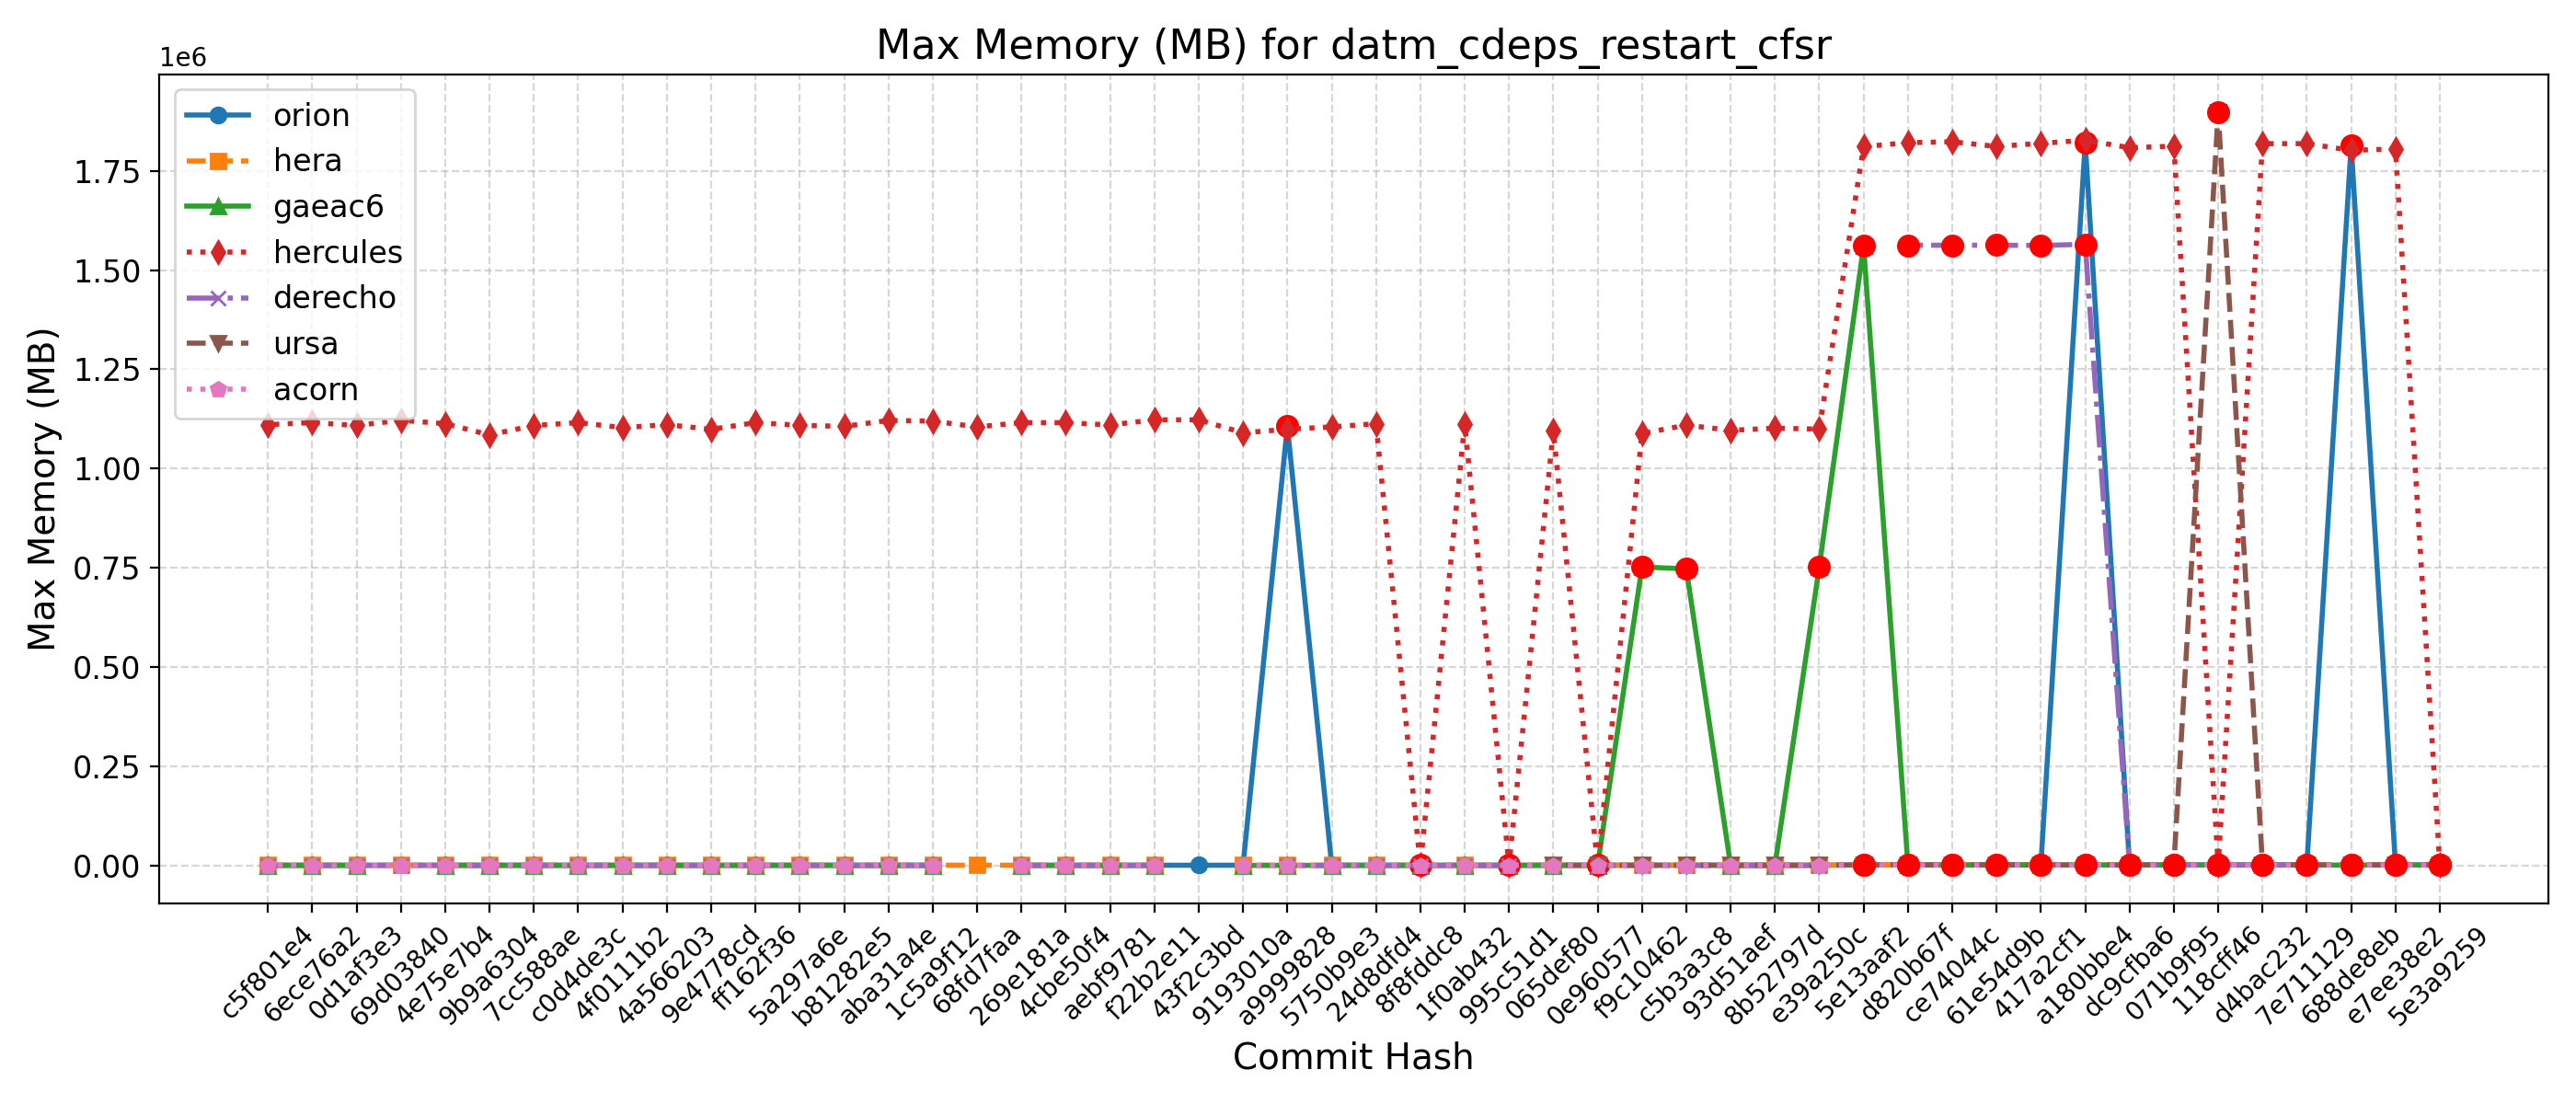 Max Memory (MB) for datm_cdeps_restart_cfsr
1e6
orion
hera
gaeac6
hercules
derecho
ursa
acorn
1.75
1.50
1.25
1.00
0.75
0.50
0.25
0.00
Max Memory (MB)
c5f801e4
6ece76a2
0d1af3e3
69d03840
4e75e7b4
9b9a6304
7cc588ae
c0d4de3c
4f0111b2
4a566203
9e4778cd
ff162f36
5a297a6e
b81282e5
aba31a4e
1c5a9f12
68fd7faa
269e181a
4cbe50f4
aebf9781
f22b2e11
43f2c3bd
9193010a
a9999828
5750b9e3
24d8dfd4
8f8fddc8
1f0ab432
995c51d1
065def80
0e960577
f9c10462
c5b3a3c8
93d51aef
8b52797d
e39a250c
5e13aaf2
d820b67f
ce74044c
61e54d9b
417a2cf1
a180bbe4
dc9cfba6
071b9f95
118cff46
d4bac232
7e711129
688de8eb
e7ee38e2
5e3a9259
Commit Hash